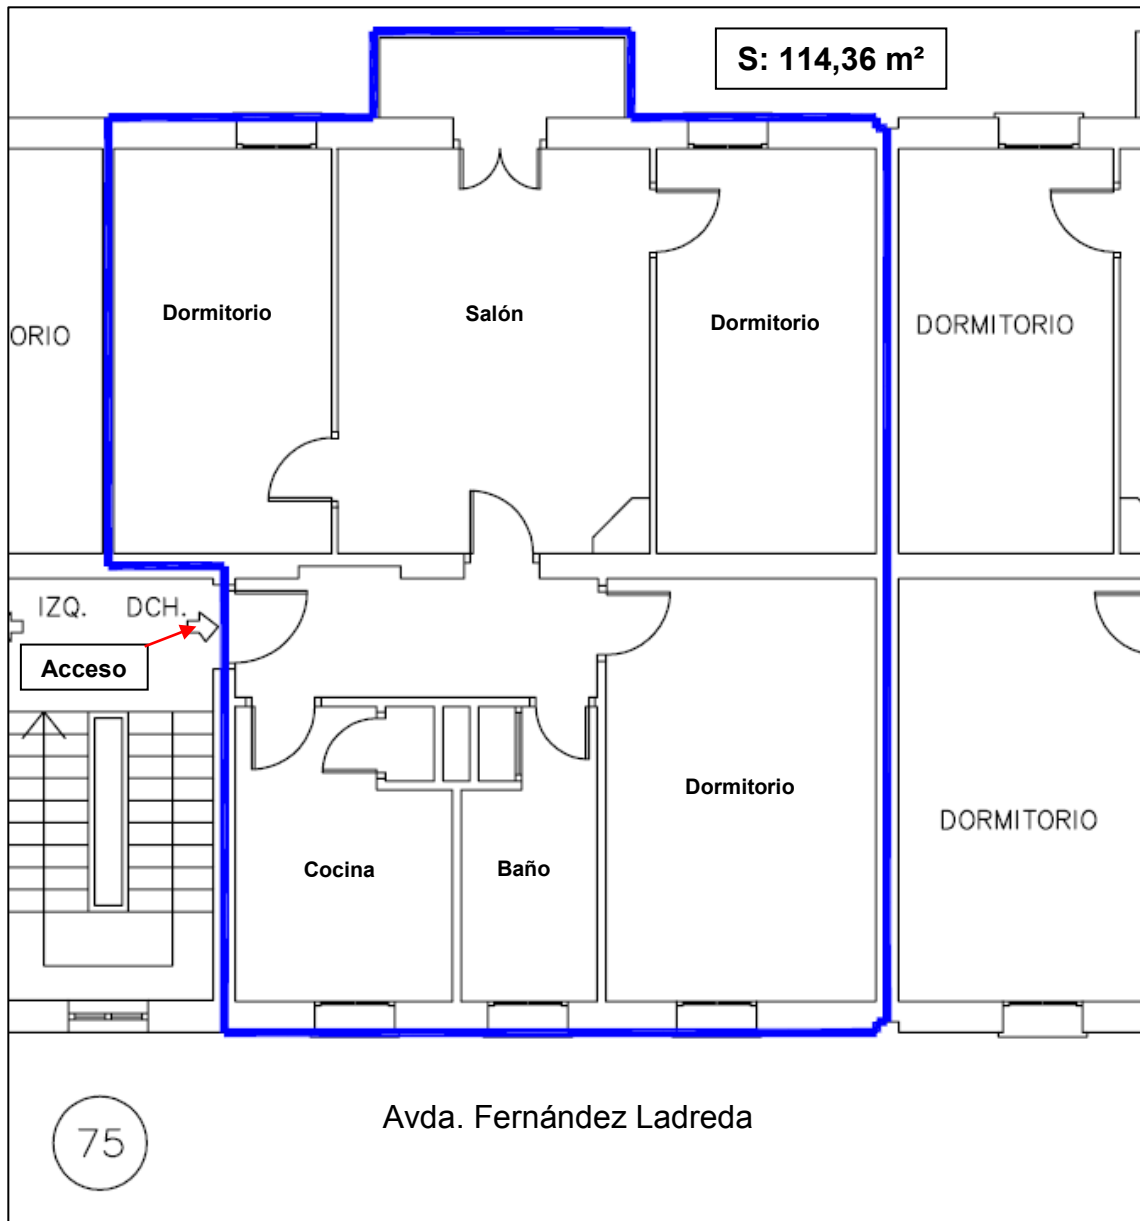 S: 114,36 m²
Dormitorio
Salón
Dormitorio
DORMITORIO
ORIO
IZQ. DCH.
Acceso
Dormitorio
DORMITORIO
Cocina
Baño
Avda. Fernández Ladreda
75